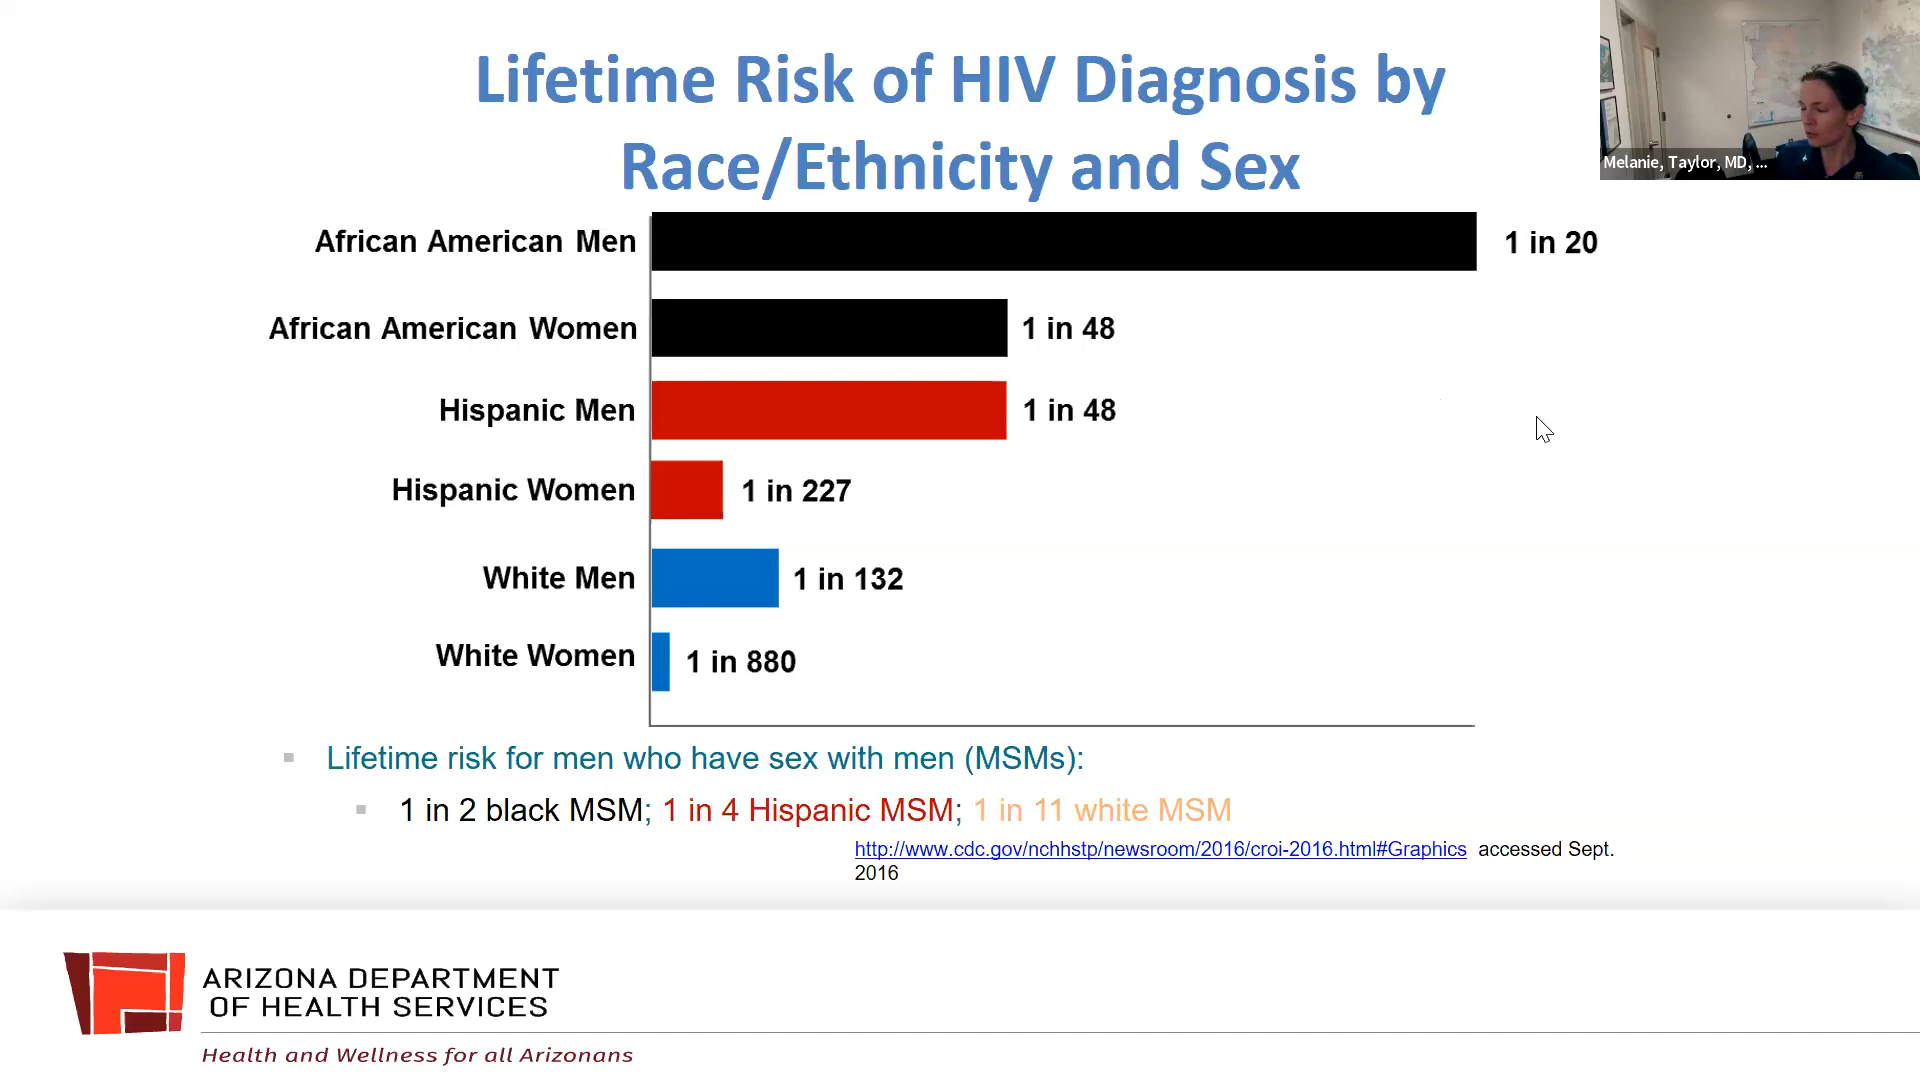 Lifetime Risk of HIV Diagnosis by
Race/Ethnicity and Sex
Melanie, Taylor, MD, ...
African American Men 1 in 20
African American Women 1 in 48
Hispanic Men 1 in 48
Hispanic Women 1 in 227
White Men 1 in 132
White Women 1 in 880
Lifetime risk for men who have sex with men (MSMs):
1 in 2 black MSM; 1 in 4 Hispanic MSM; 1 in 11 white MSM
http://www.cdc.gov/nchhstp/newsroom/2016/croi-2016.html#Graphics accessed Sept.
2016
ARIZONA DEPARTMENT
OF HEALTH SERVICES
Health and Wellness for all Arizonans